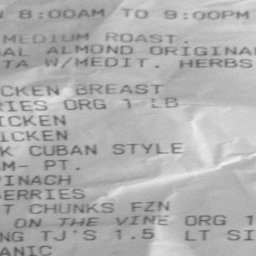 8:00AM TO 9:00PM
MEDIUM ROAST.
ALMOND ORIGINA
TA W/MEDIT. HERBS
CKEN BREAST
RIES ORG 1 LB
ICKEN
ICKEN
K CUBAN STYLE
M- PT.
INACH
ERRIES
T CHUNKS FZN
ON THE VINE ORG 1
NG TJ'S 1.5 LT SI
ANIC